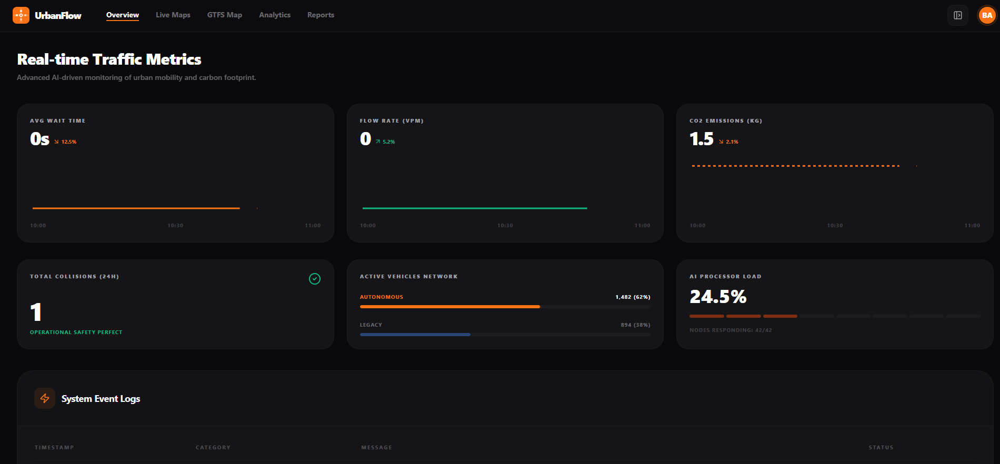 UrbanFlow Overview Live Maps GTFS Map Analytics Reports BA
Real-time Traffic Metrics
Advanced AI-driven monitoring of urban mobility and carbon footprint.
AVG WAIT TIME
0s 12.5%
10:00 10:30 11:00
FLOW RATE (VPM)
0 5.2%
10:00 10:30 11:00
CO2 EMISSIONS (KG)
1.5 2.1%
10:00 10:30 11:00
TOTAL COLLISIONS (24H)
1
OPERATIONAL SAFETY PERFECT
ACTIVE VEHICLES NETWORK
AUTONOMOUS 1,482 (62%)
LEGACY 894 (38%)
AI PROCESSOR LOAD
24.5%
NODES RESPONDING: 42/42
System Event Logs
TIMESTAMP CATEGORY MESSAGE STATUS